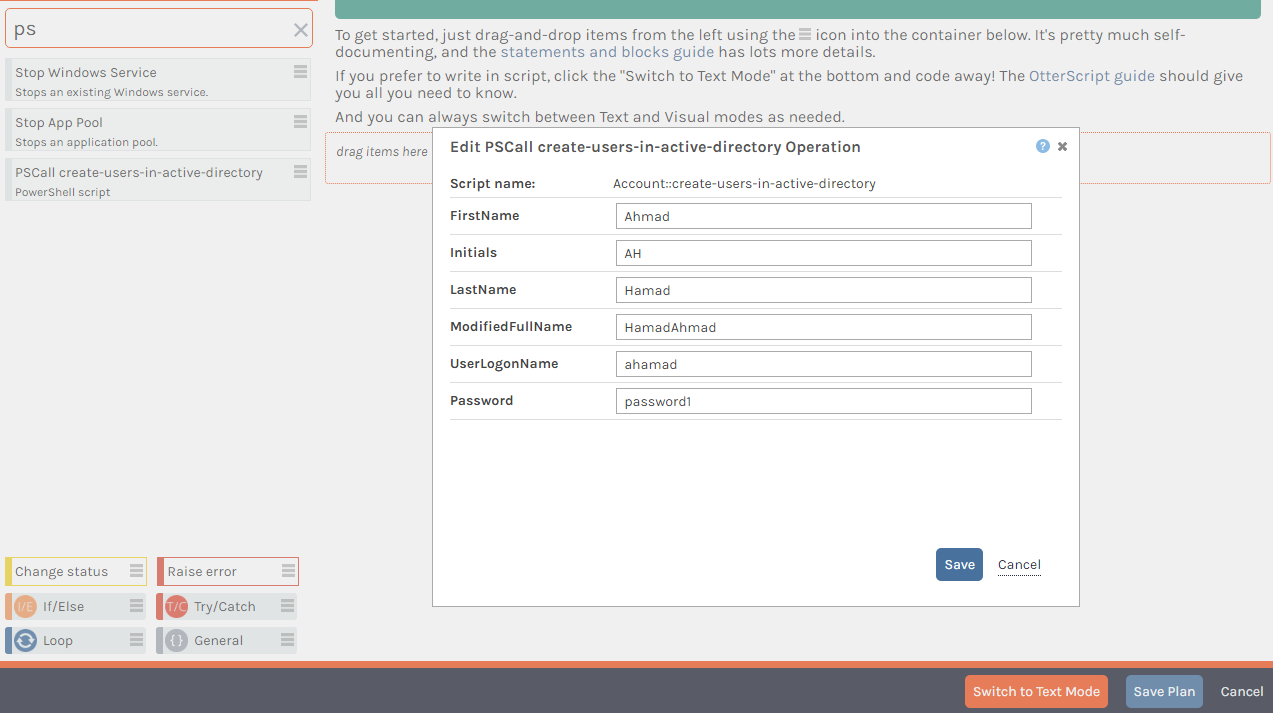 ps
Stop Windows Service
Stops an existing Windows service.
Stop App Pool
Stops an application pool.
PSCall create-users-in-active-directory
PowerShell script
To get started, just drag-and-drop items from the left using the icon into the container below. It's pretty much self-
documenting, and the statements and blocks guide has lots more details.
If you prefer to write in script, click the "Switch to Text Mode" at the bottom and code away! The OtterScript guide should give
you all you need to know.
And you can always switch between Text and Visual modes as needed.
drag items here
Edit PSCall create-users-in-active-directory Operation
?
Script name: Account::create-users-in-active-directory
FirstName Ahmad
Initials AH
LastName Hamad
ModifiedFullName HamadAhmad
UserLogonName ahamad
Password password1
Save Cancel
Change status Raise error
I/E If/Else T/C Try/Catch
Loop {} General
Switch to Text Mode Save Plan Cancel